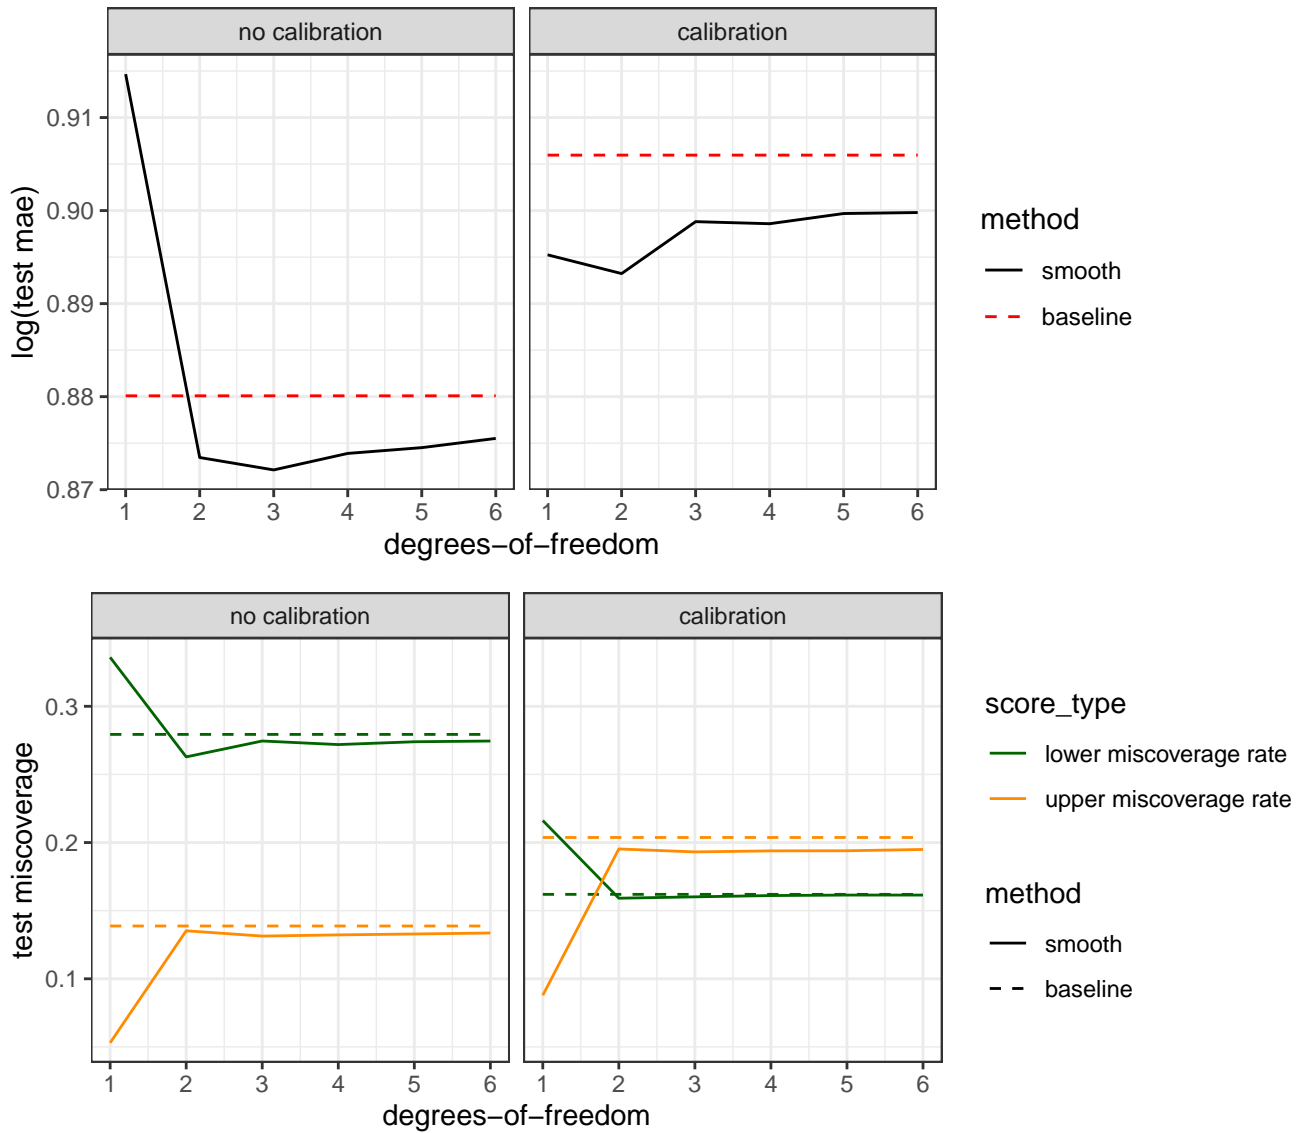 no calibration
calibration
log(test mae)
0.91
0.90
0.89
0.88
0.87
1 2 3 4 5 6
1 2 3 4 5 6
degrees−of−freedom
method
smooth
baseline
no calibration
calibration
test miscoverage
0.3
0.2
0.1
1 2 3 4 5 6
1 2 3 4 5 6
degrees−of−freedom
score_type
lower miscoverage rate
upper miscoverage rate
method
smooth
baseline